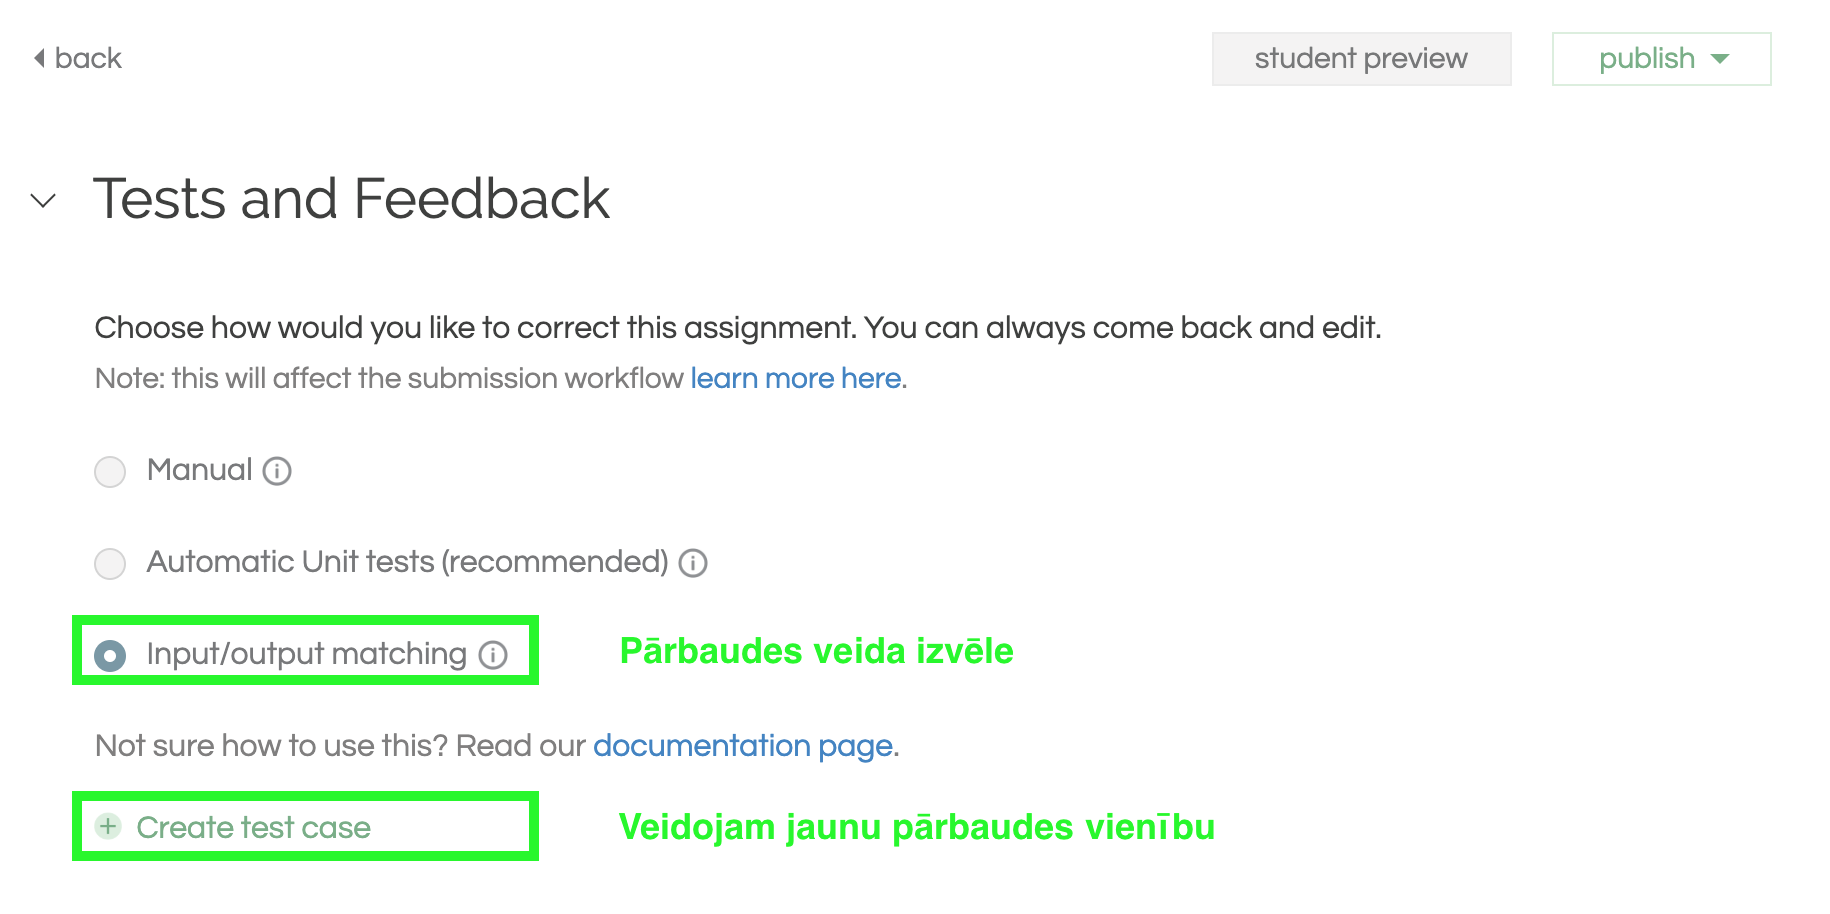 back
student preview
publish
Tests and Feedback
Choose how would you like to correct this assignment. You can always come back and edit.
Note: this will affect the submission workflow learn more here.
Manual
Automatic Unit tests (recommended)
Input/output matching
Pārbaudes veida izvēle
Not sure how to use this? Read our documentation page.
Create test case
Veidojam jaunu pārbaudes vienību